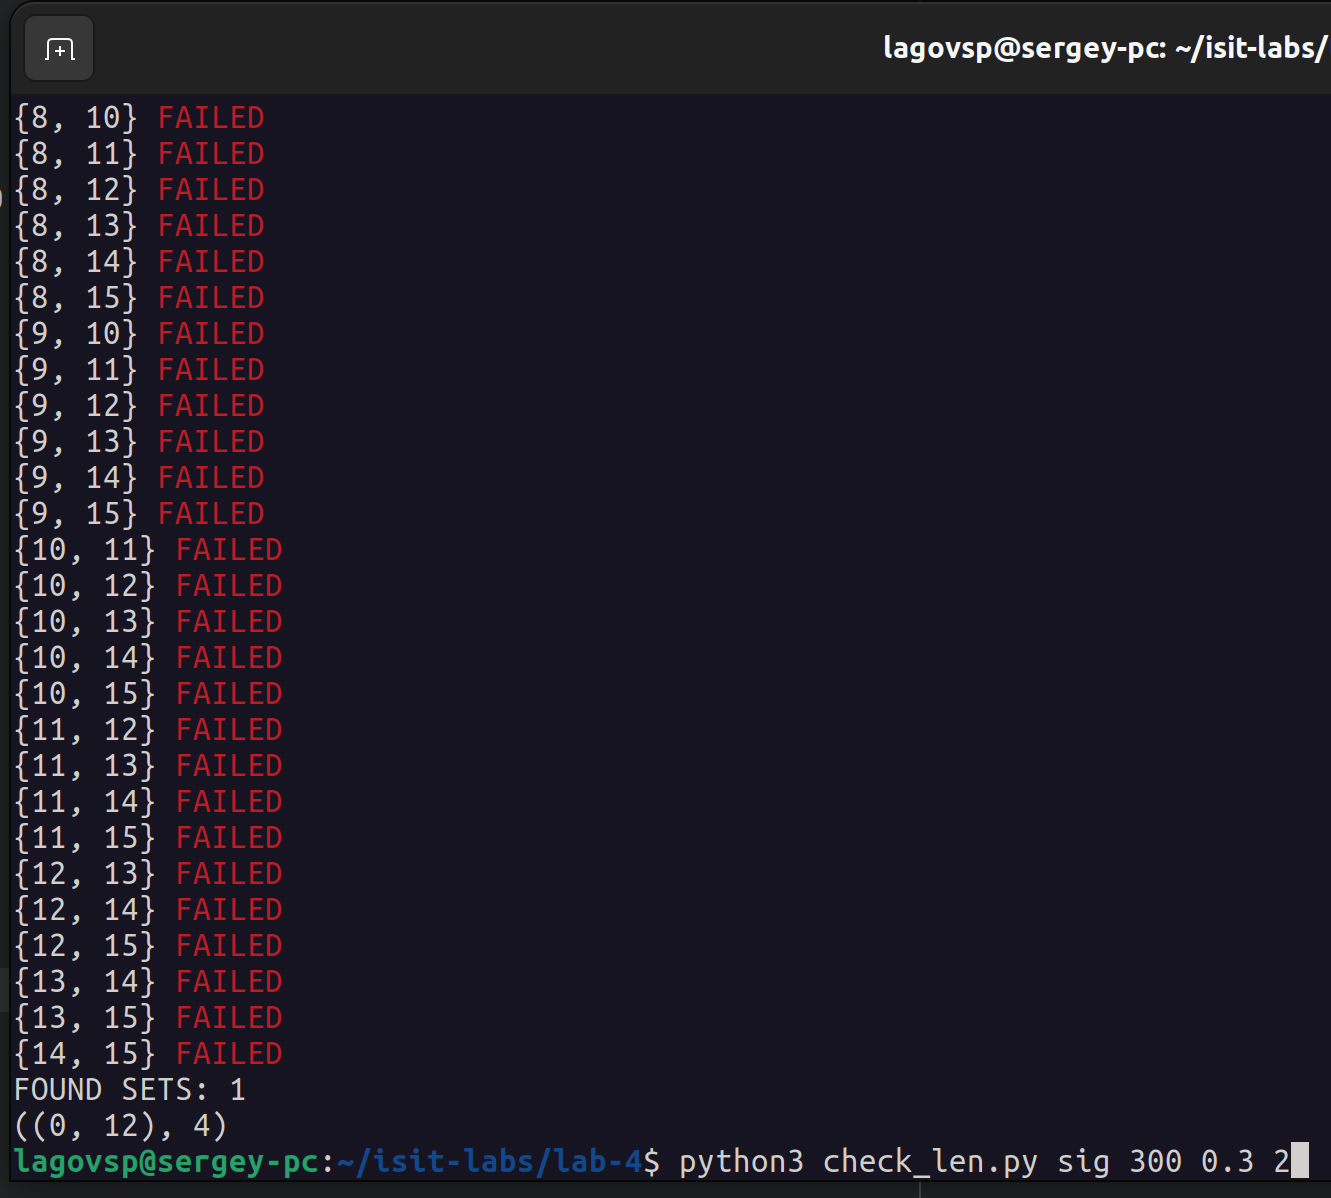 lagovsp@sergey-pc: ~/isit-labs/
{8, 10} FAILED
{8, 11} FAILED
{8, 12} FAILED
{8, 13} FAILED
{8, 14} FAILED
{8, 15} FAILED
{9, 10} FAILED
{9, 11} FAILED
{9, 12} FAILED
{9, 13} FAILED
{9, 14} FAILED
{9, 15} FAILED
{10, 11} FAILED
{10, 12} FAILED
{10, 13} FAILED
{10, 14} FAILED
{10, 15} FAILED
{11, 12} FAILED
{11, 13} FAILED
{11, 14} FAILED
{11, 15} FAILED
{12, 13} FAILED
{12, 14} FAILED
{12, 15} FAILED
{13, 14} FAILED
{13, 15} FAILED
{14, 15} FAILED
FOUND SETS: 1
((0, 12), 4)
lagovsp@sergey-pc:~/isit-labs/lab-4$ python3 check_len.py sig 300 0.3 2